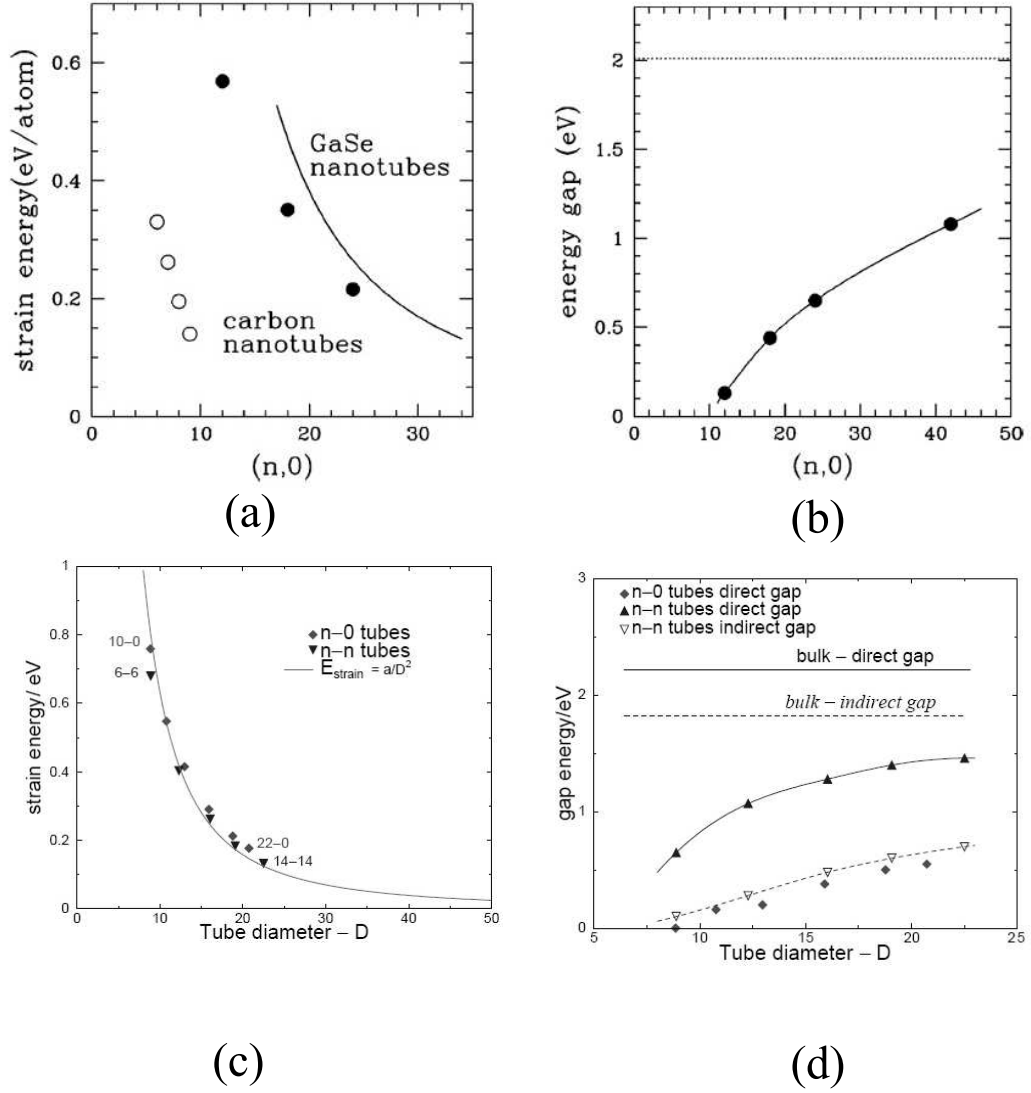 strain energy(eV/atom)
0.6
0.4
0.2
0
GaSe
nanotubes
carbon
nanotubes
0 10 20 30
(n,0)
(a)
energy gap (eV)
2
1.5
1
0.5
0
0 10 20 30 40 50
(n,0)
(b)
strain energy/ eV
1
0.8
0.6
0.4
0.2
0
10–0
6–6
n–0 tubes
n–n tubes
E strain = a/D²
22–0
14–14
0 10 20 30 40 50
Tube diameter – D
(c)
gap energy/eV
3
2
1
0
n–0 tubes direct gap
n–n tubes direct gap
n–n tubes indirect gap
bulk – direct gap
bulk – indirect gap
5 10 15 20 25
Tube diameter – D
(d)